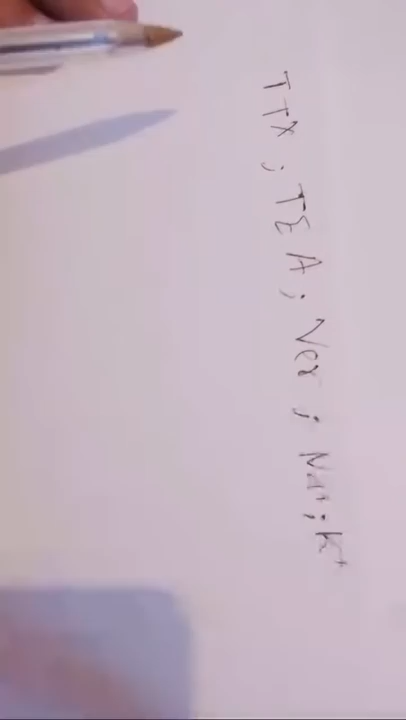 TTX ; TEA ; Ver ; Na⁺ ; K⁺